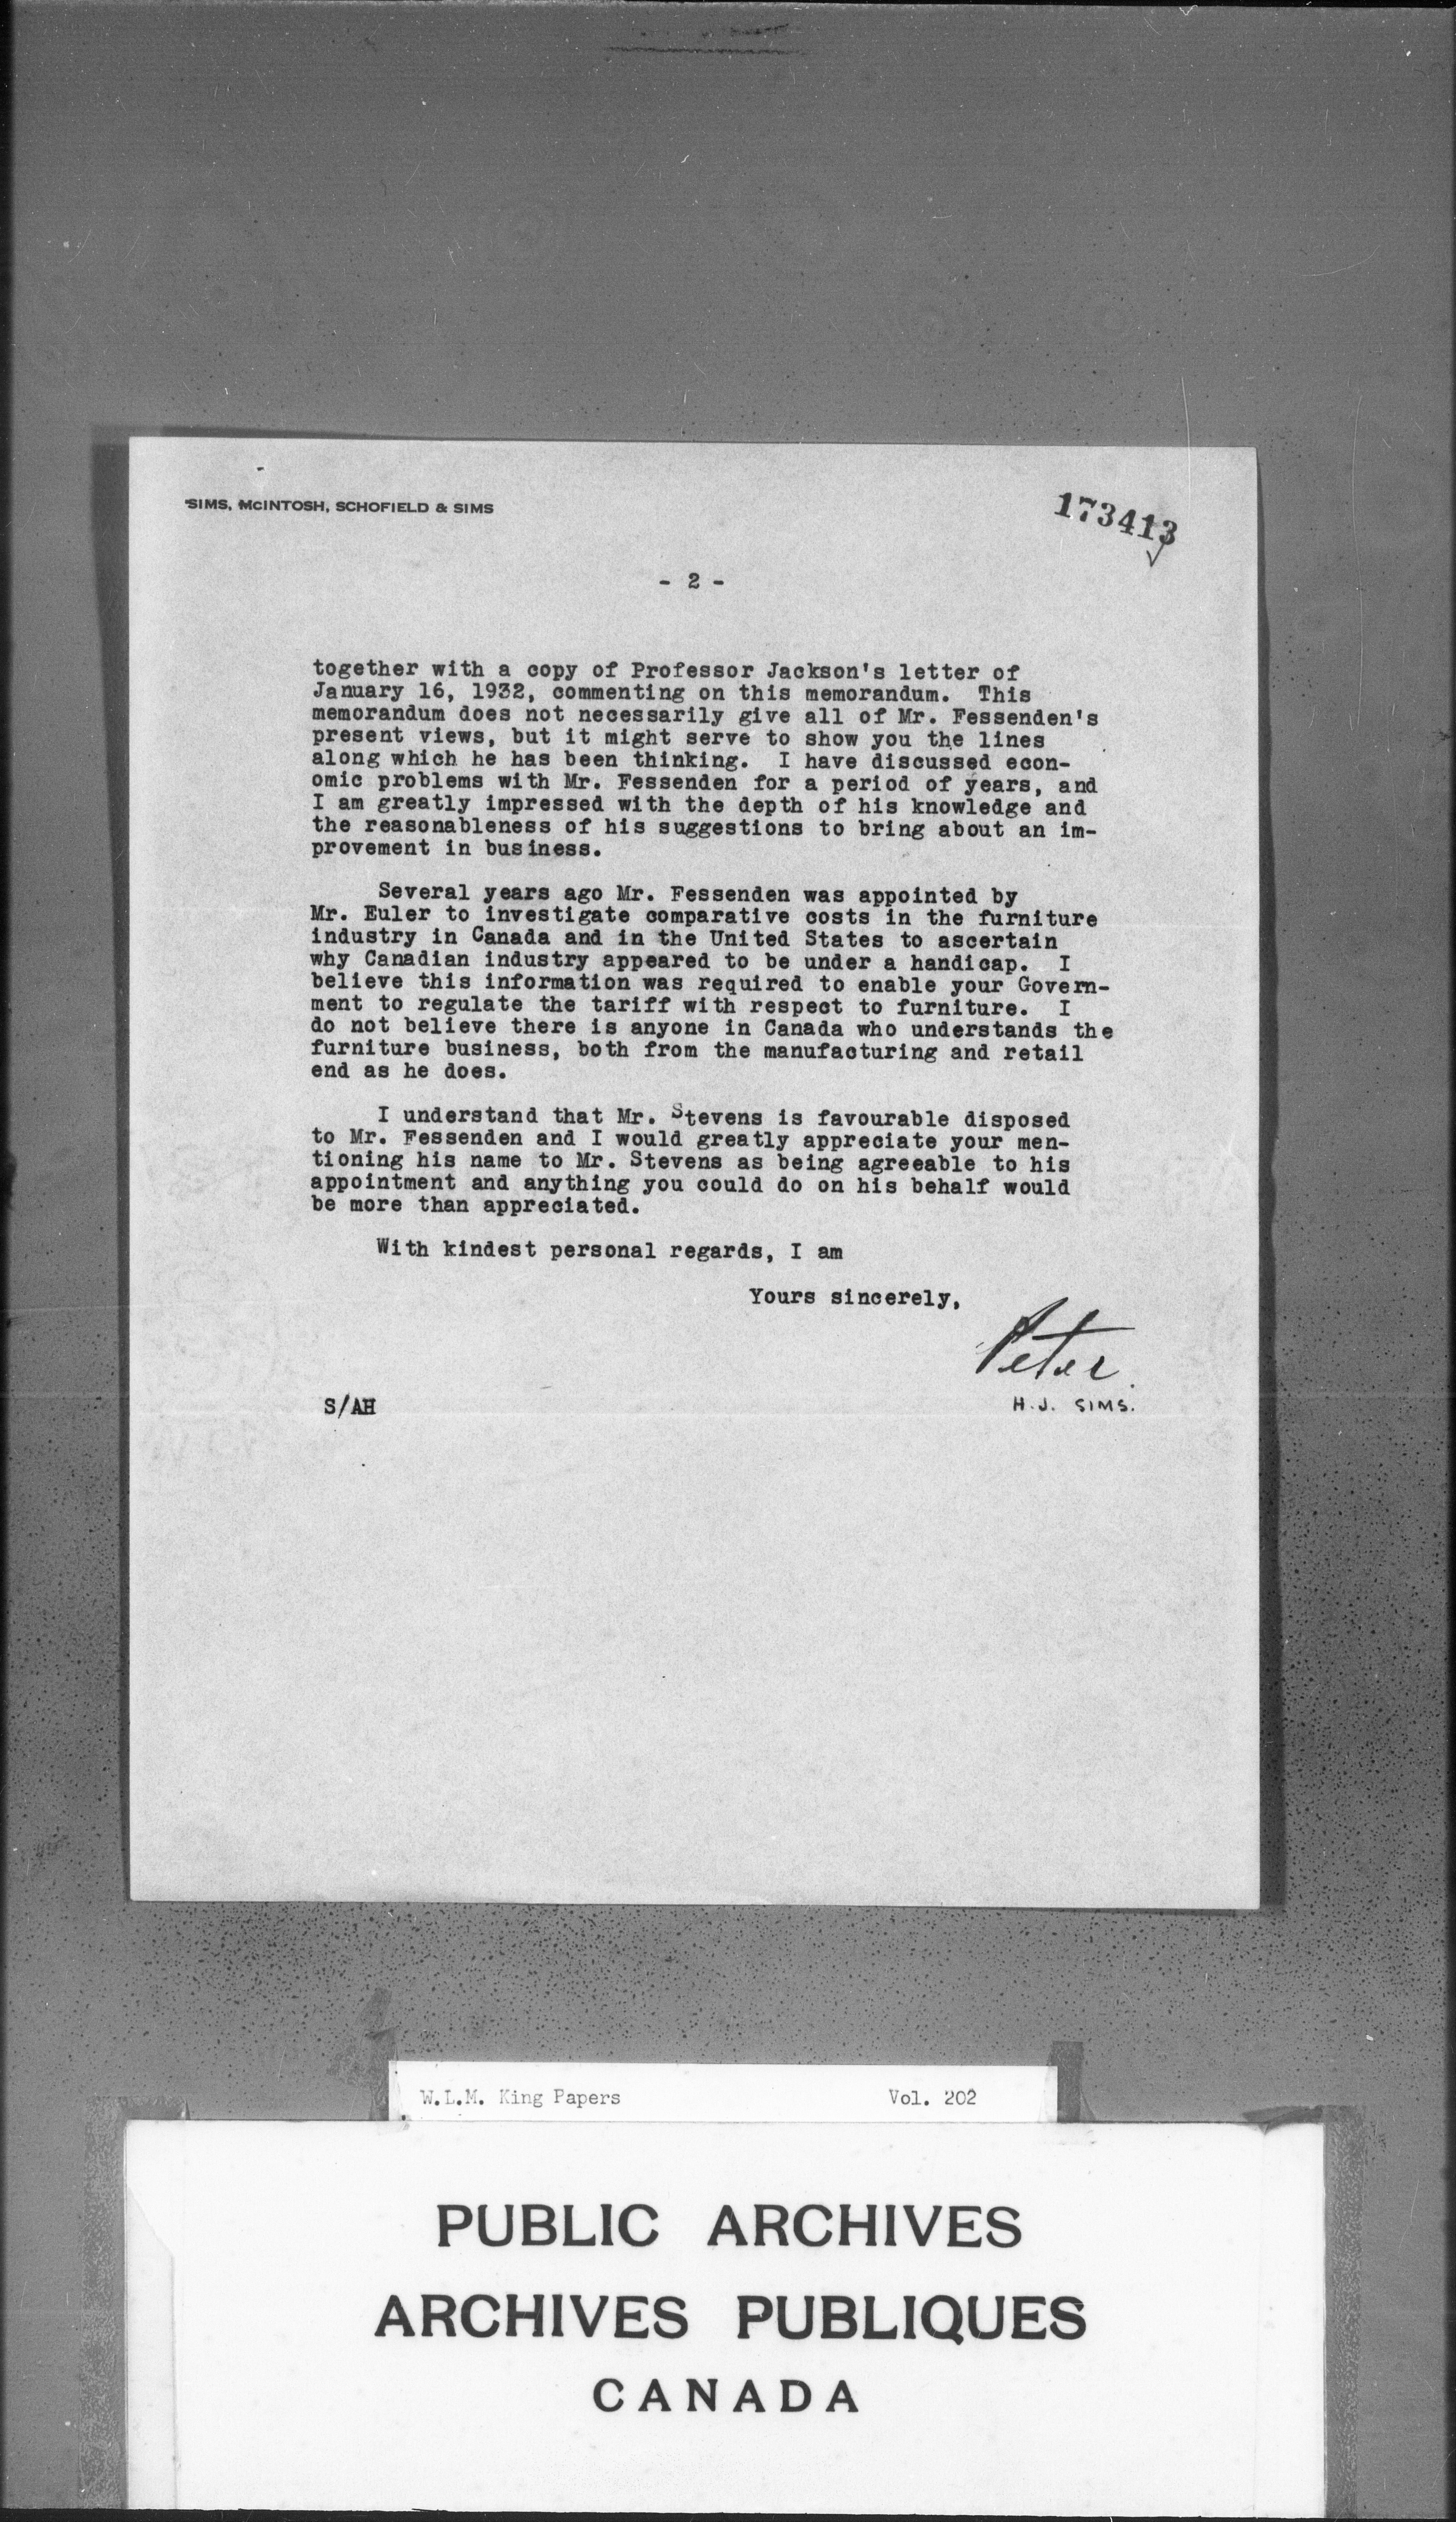 SIMS, McINTOSH, SCHOFIELD & SIMS
173413
- 2 -
together with a copy of Professor Jackson's letter of
January 16, 1932, commenting on this memorandum. This
memorandum does not necessarily give all of Mr. Fessenden's
present views, but it might serve to show you the lines
along which he has been thinking. I have discussed econ-
omic problems with Mr. Fessenden for a period of years, and
I am greatly impressed with the depth of his knowledge and
the reasonableness of his suggestions to bring about an im-
provement in business.
Several years ago Mr. Fessenden was appointed by
Mr. Euler to investigate comparative costs in the furniture
industry in Canada and in the United States to ascertain
why Canadian industry appeared to be under a handicap. I
believe this information was required to enable your Govern-
ment to regulate the tariff with respect to furniture. I
do not believe there is anyone in Canada who understands the
furniture business, both from the manufacturing and retail
end as he does.
I understand that Mr. Stevens is favourable disposed
to Mr. Fessenden and I would greatly appreciate your men-
tioning his name to Mr. Stevens as being agreeable to his
appointment and anything you could do on his behalf would
be more than appreciated.
With kindest personal regards, I am
Yours sincerely,
Peter
H.J. SIMS.
S/AH
W.L.M. King Papers Vol. 202
PUBLIC ARCHIVES
ARCHIVES PUBLIQUES
CANADA